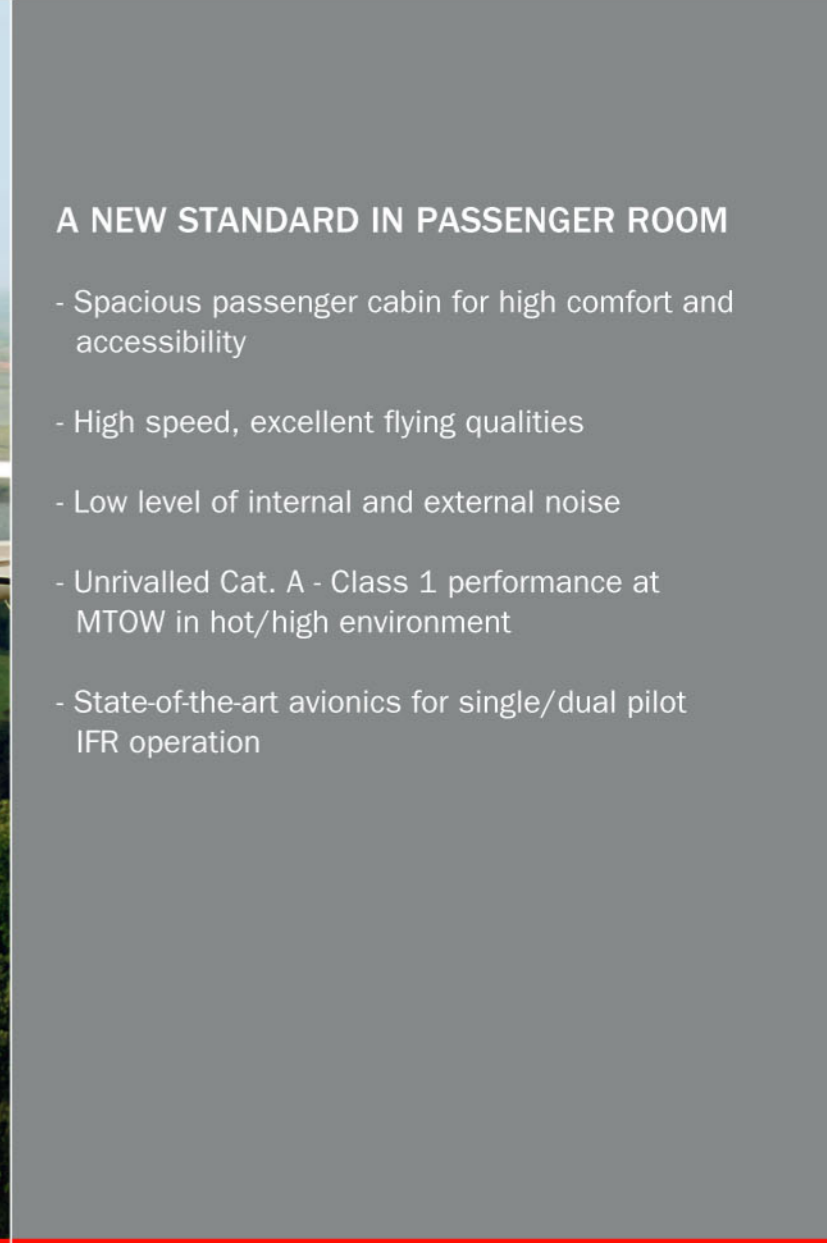 A NEW STANDARD IN PASSENGER ROOM
- Spacious passenger cabin for high comfort and
accessibility
- High speed, excellent flying qualities
- Low level of internal and external noise
- Unrivalled Cat. A - Class 1 performance at
MTOW in hot/high environment
- State-of-the-art avionics for single/dual pilot
IFR operation